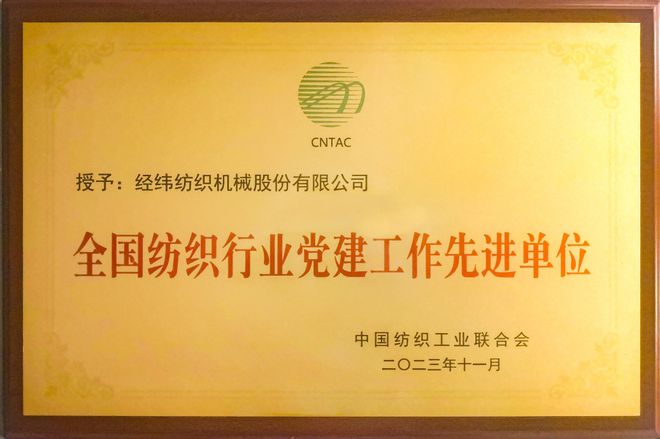 CNTAC
授予：经纬纺织机械股份有限公司
全国纺织行业党建工作先进单位
中国纺织工业联合会
二〇二三年十一月